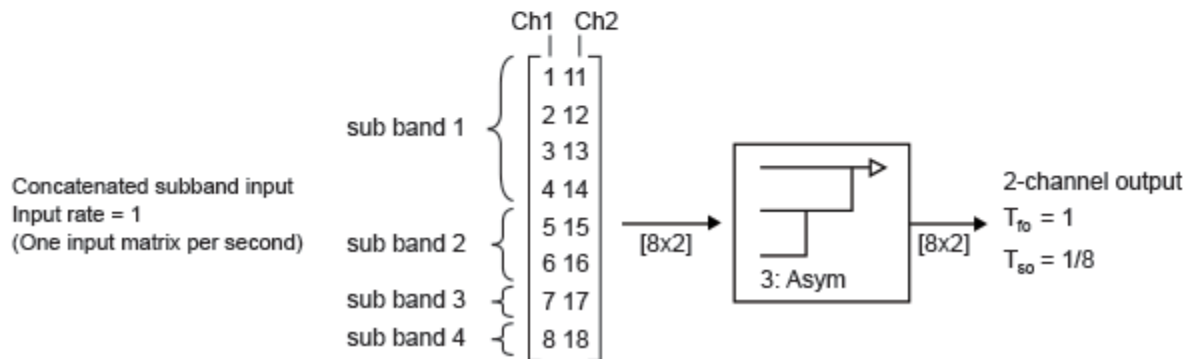 Ch1 Ch2
sub band 1
1 11
2 12
3 13
4 14
sub band 2
5 15
6 16
sub band 3
7 17
sub band 4
8 18
Concatenated subband input
Input rate = 1
(One input matrix per second)
[8x2]
3: Asym
[8x2]
2-channel output
Tfo = 1
Tso = 1/8